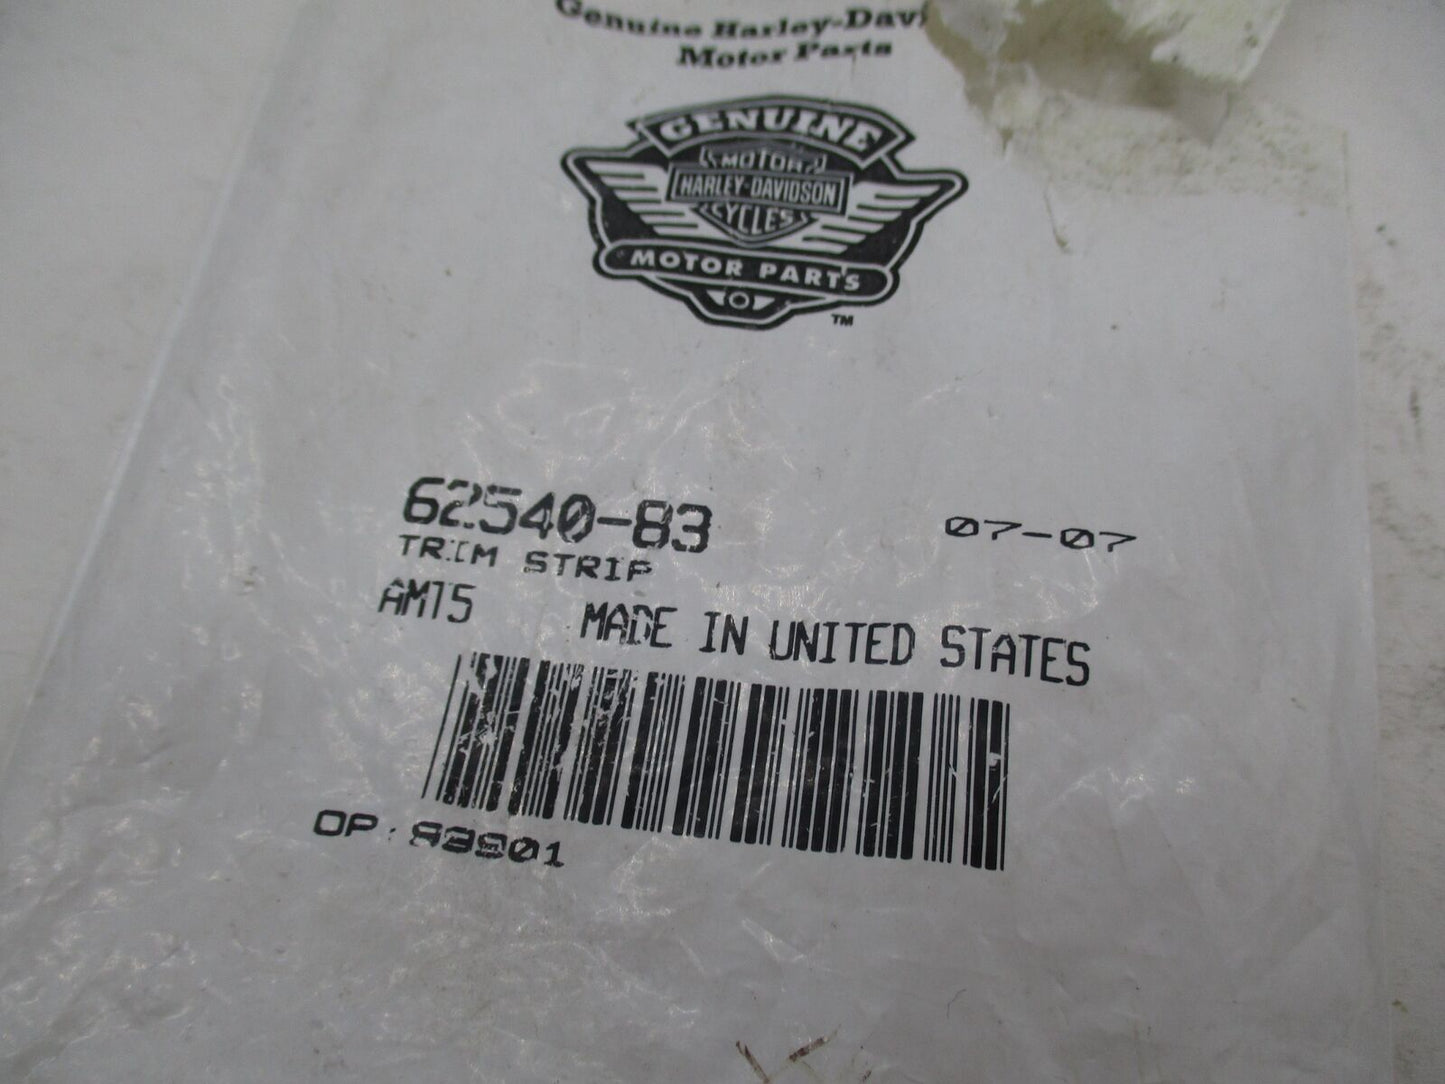 Genuine Harley-Davi
Motor Parts
GENUINE
MOTOR
HARLEY-DAVIDSON
CYCLES
MOTOR PARTS
TM
62540-83
07-07
TRIM STRIP
AMT5
MADE IN UNITED STATES
OP: